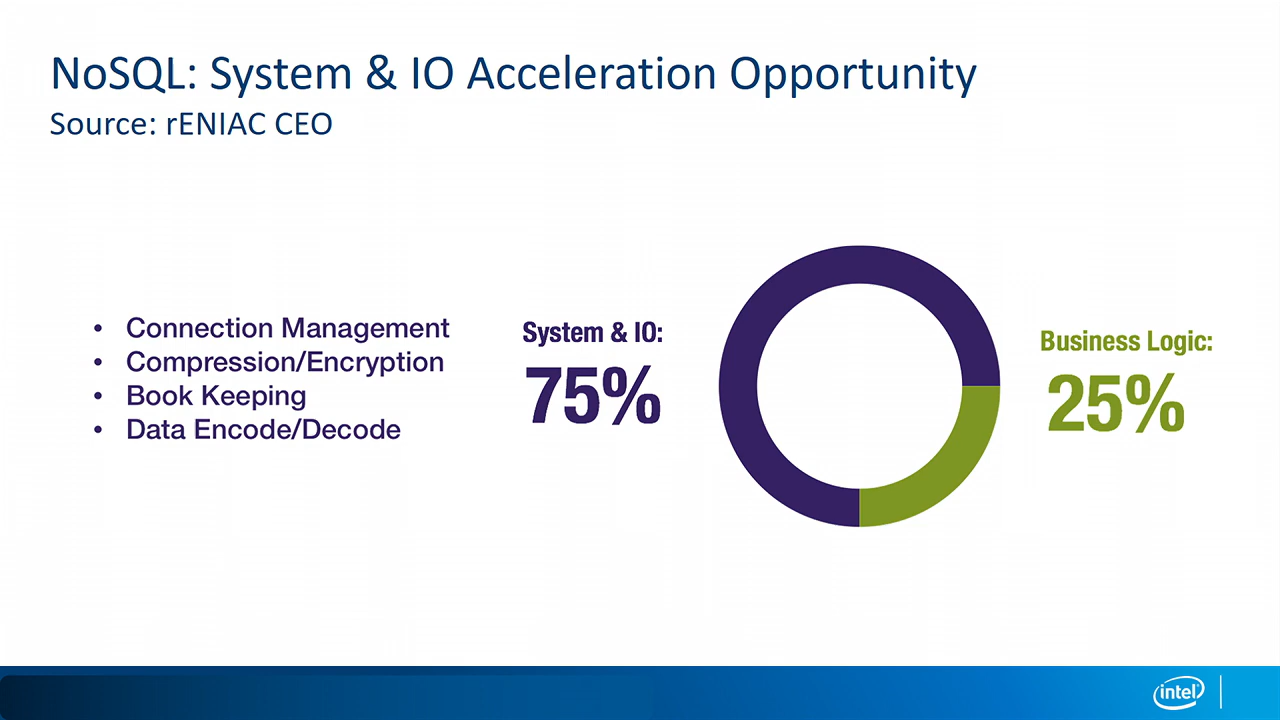 NoSQL: System & IO Acceleration Opportunity
Source: rENIAC CEO
• Connection Management
• Compression/Encryption
• Book Keeping
• Data Encode/Decode
System & IO:
75%
Business Logic:
25%
intel